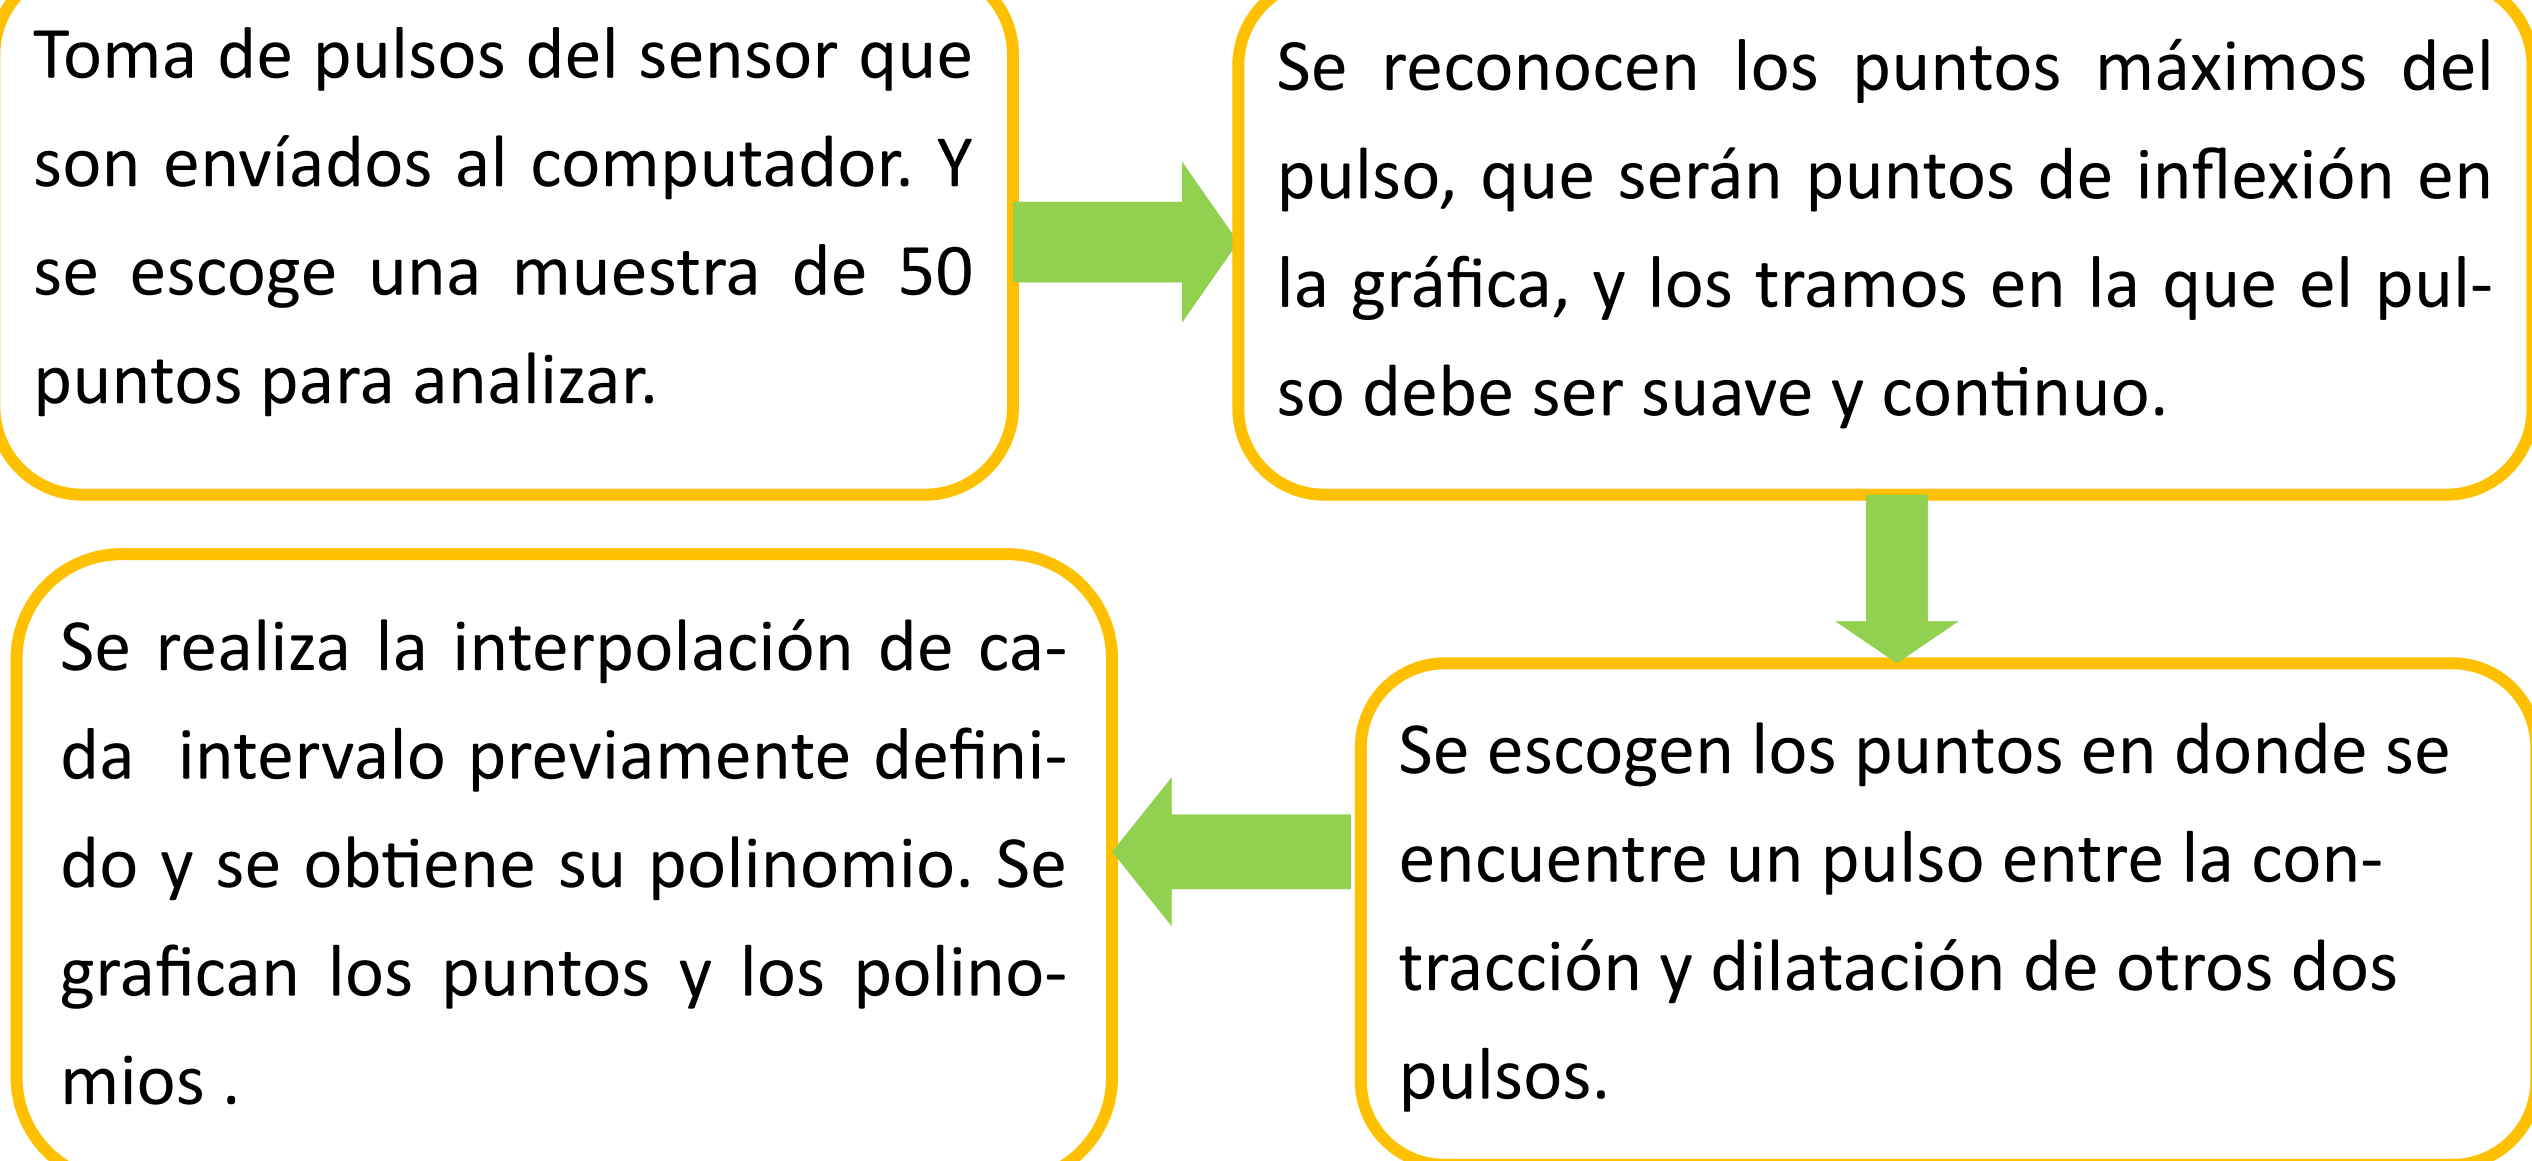 Toma de pulsos del sensor que
son envíados al computador. Y
se escoge una muestra de 50
puntos para analizar.
Se reconocen los puntos máximos del
pulso, que serán puntos de inflexión en
la gráfica, y los tramos en la que el pul-
so debe ser suave y continuo.
Se escogen los puntos en donde se
encuentre un pulso entre la con-
tracción y dilatación de otros dos
pulsos.
Se realiza la interpolación de ca-
da intervalo previamente defini-
do y se obtiene su polinomio. Se
grafican los puntos y los polino-
mios .